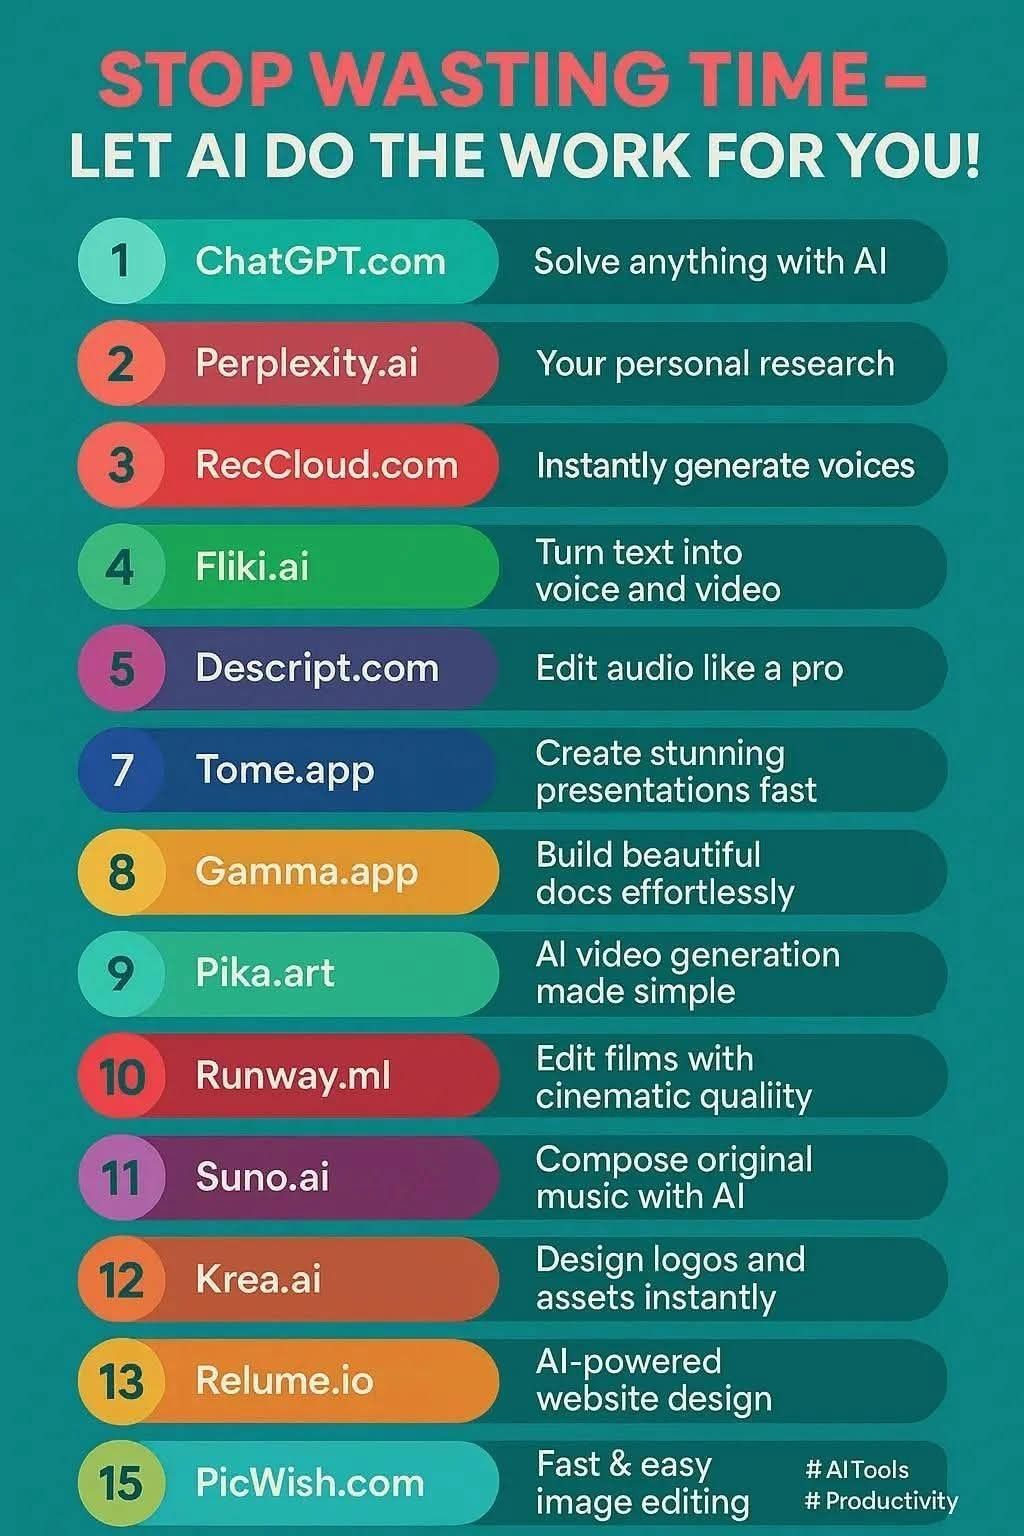 STOP WASTING TIME –
LET AI DO THE WORK FOR YOU!
1 ChatGPT.com Solve anything with AI
2 Perplexity.ai Your personal research
3 RecCloud.com Instantly generate voices
4 Fliki.ai Turn text into
voice and video
5 Descript.com Edit audio like a pro
7 Tome.app Create stunning
presentations fast
8 Gamma.app Build beautiful
docs effortlessly
9 Pika.art AI video generation
made simple
10 Runway.ml Edit films with
cinematic qualiity
11 Suno.ai Compose original
music with AI
12 Krea.ai Design logos and
assets instantly
13 Relume.io AI-powered
website design
15 PicWish.com Fast & easy
image editing
# AI Tools
# Productivity